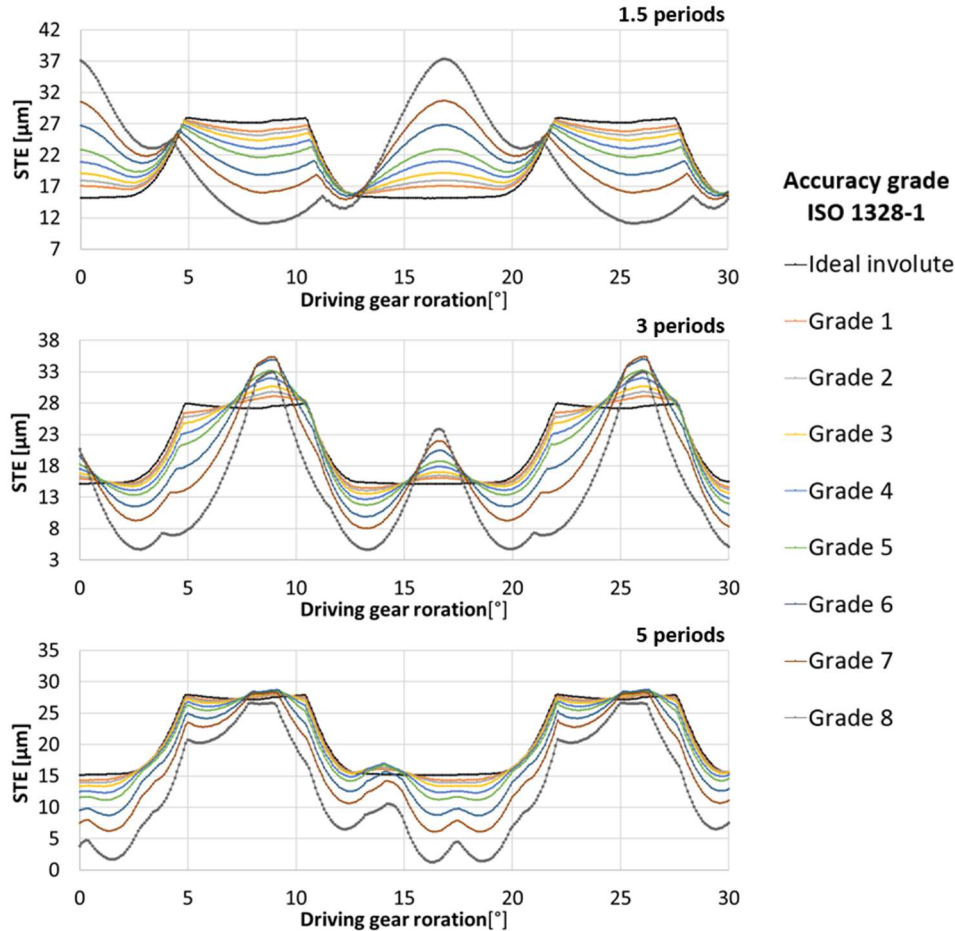 1.5 periods
42
37
32
27
22
17
12
7
STE [µm]
0 5 10 15 20 25 30
Driving gear roration[°]
3 periods
38
33
28
23
18
13
8
3
STE [µm]
0 5 10 15 20 25 30
Driving gear roration[°]
5 periods
35
30
25
20
15
10
5
0
STE [µm]
0 5 10 15 20 25 30
Driving gear roration[°]
Accuracy grade
ISO 1328-1
Ideal involute
Grade 1
Grade 2
Grade 3
Grade 4
Grade 5
Grade 6
Grade 7
Grade 8